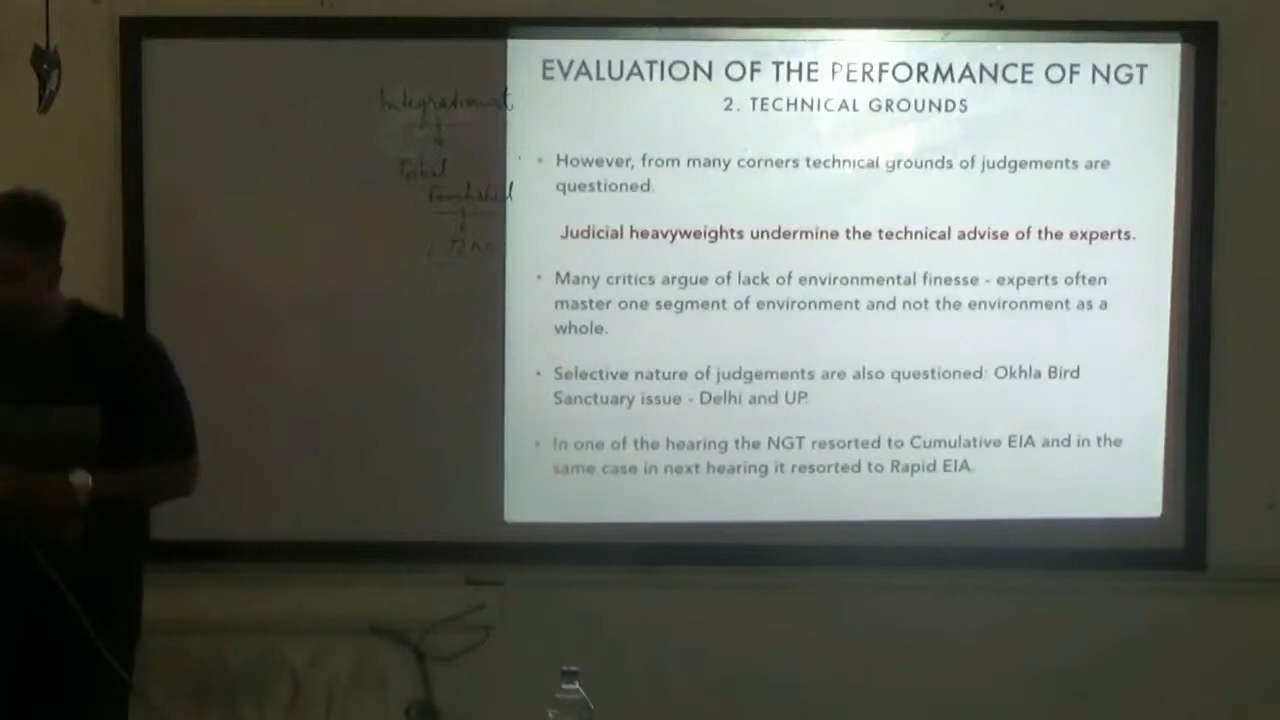 EVALUATION OF THE PERFORMANCE OF NGT
2. TECHNICAL GROUNDS
• However, from many corners technical grounds of judgements are
questioned.
Judicial heavyweights undermine the technical advise of the experts.
• Many critics argue of lack of environmental finesse - experts often
master one segment of environment and not the environment as a
whole.
• Selective nature of judgements are also questioned: Okhla Bird
Sanctuary issue - Delhi and UP.
• In one of the hearing the NGT resorted to Cumulative EIA and in the
same case in next hearing it resorted to Rapid EIA.